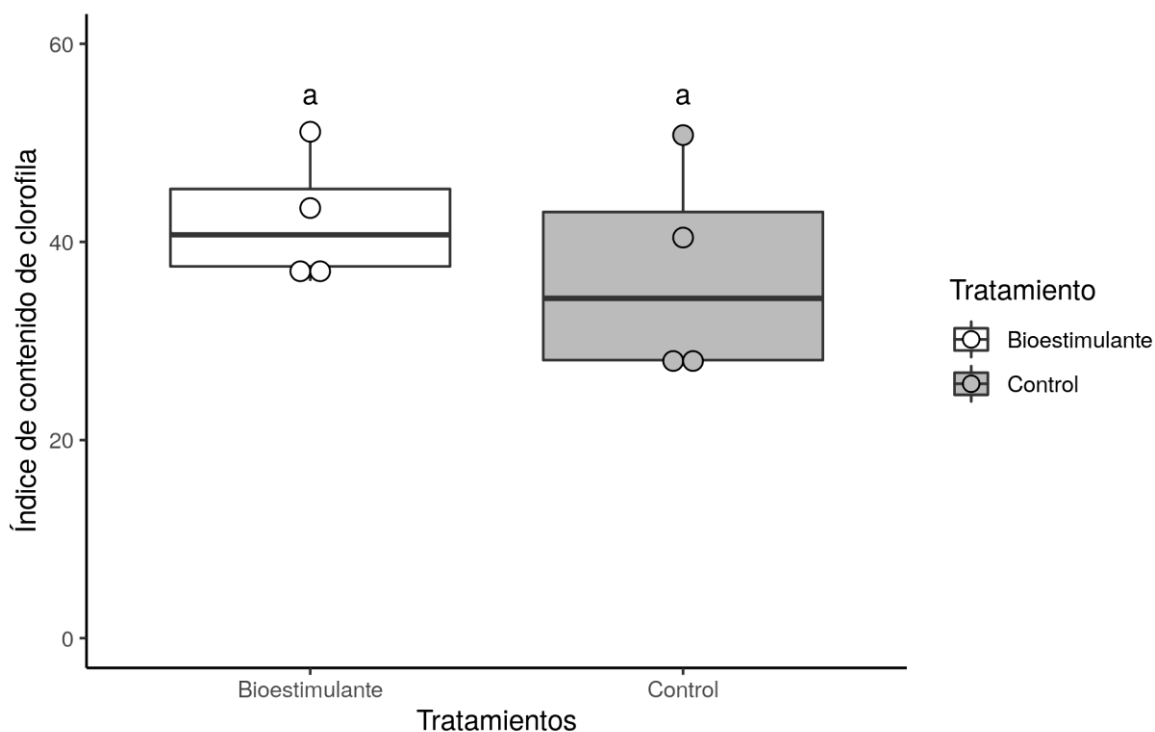 60
40
20
0
Índice de contenido de clorofila
a
a
Bioestimulante
Control
Tratamientos
Tratamiento
Bioestimulante
Control